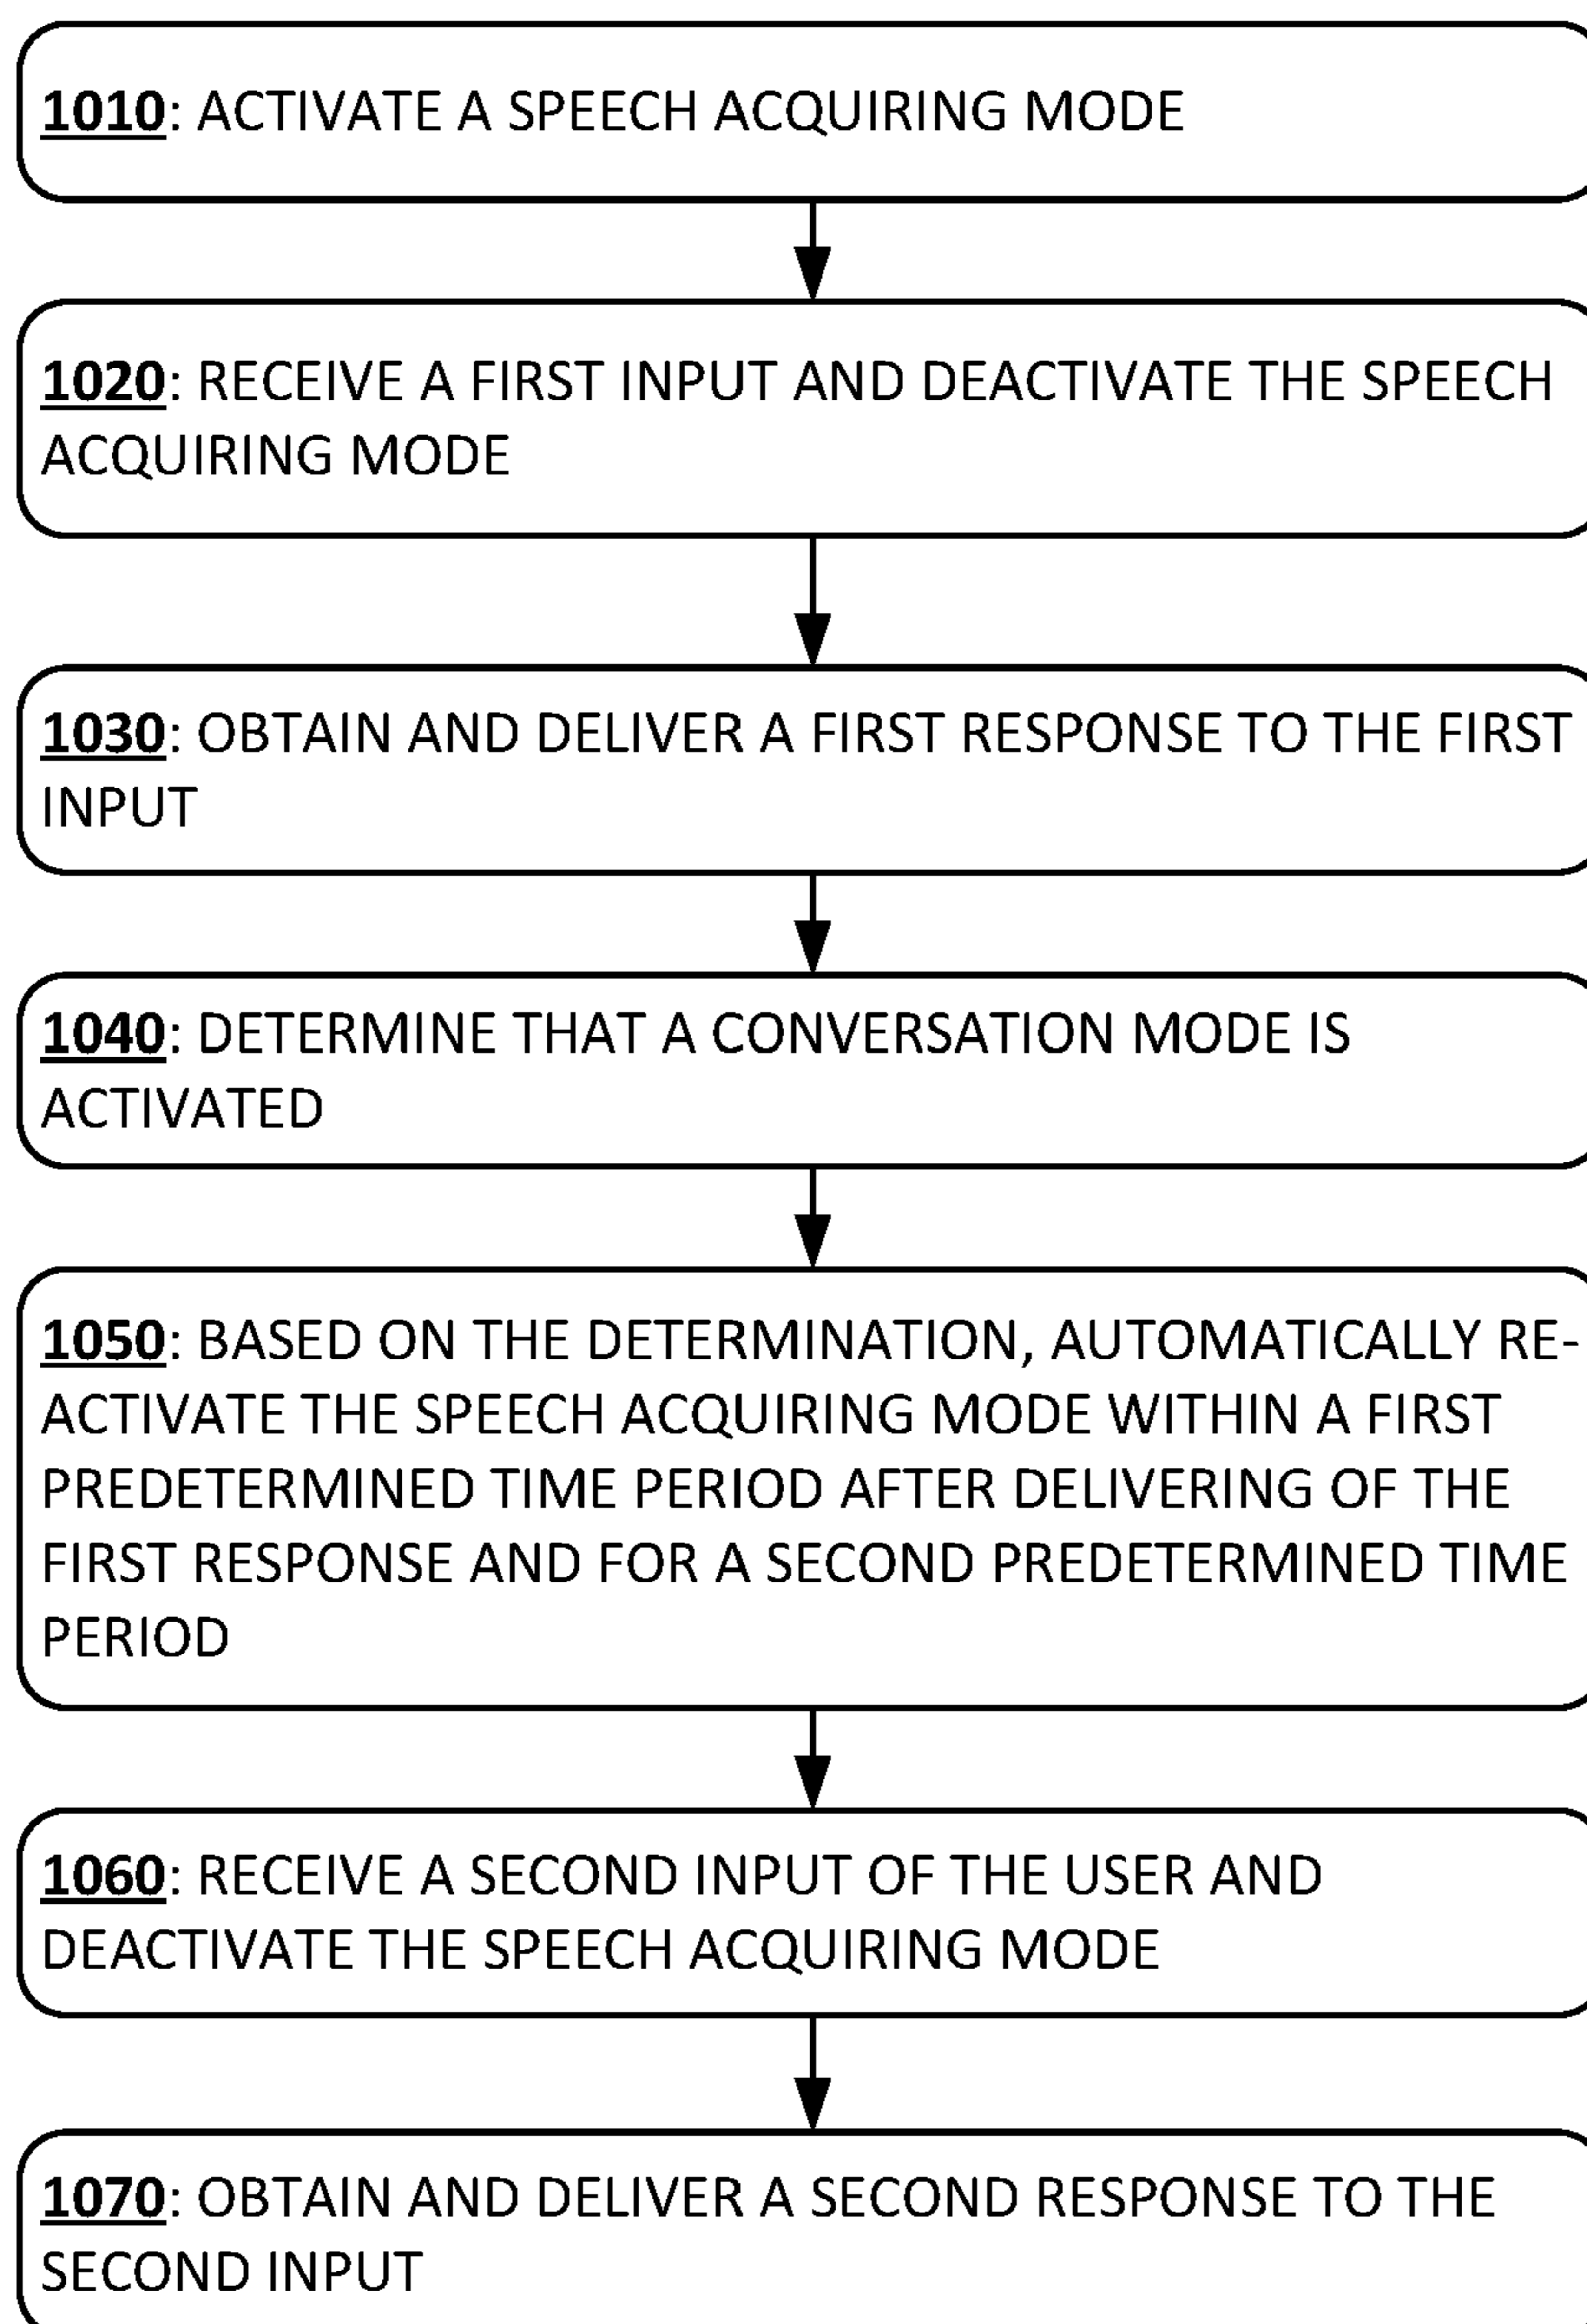 1010: ACTIVATE A SPEECH ACQUIRING MODE
1020: RECEIVE A FIRST INPUT AND DEACTIVATE THE SPEECH
ACQUIRING MODE
1030: OBTAIN AND DELIVER A FIRST RESPONSE TO THE FIRST
INPUT
1040: DETERMINE THAT A CONVERSATION MODE IS
ACTIVATED
1050: BASED ON THE DETERMINATION, AUTOMATICALLY RE-
ACTIVATE THE SPEECH ACQUIRING MODE WITHIN A FIRST
PREDETERMINED TIME PERIOD AFTER DELIVERING OF THE
FIRST RESPONSE AND FOR A SECOND PREDETERMINED TIME
PERIOD
1060: RECEIVE A SECOND INPUT OF THE USER AND
DEACTIVATE THE SPEECH ACQUIRING MODE
1070: OBTAIN AND DELIVER A SECOND RESPONSE TO THE
SECOND INPUT